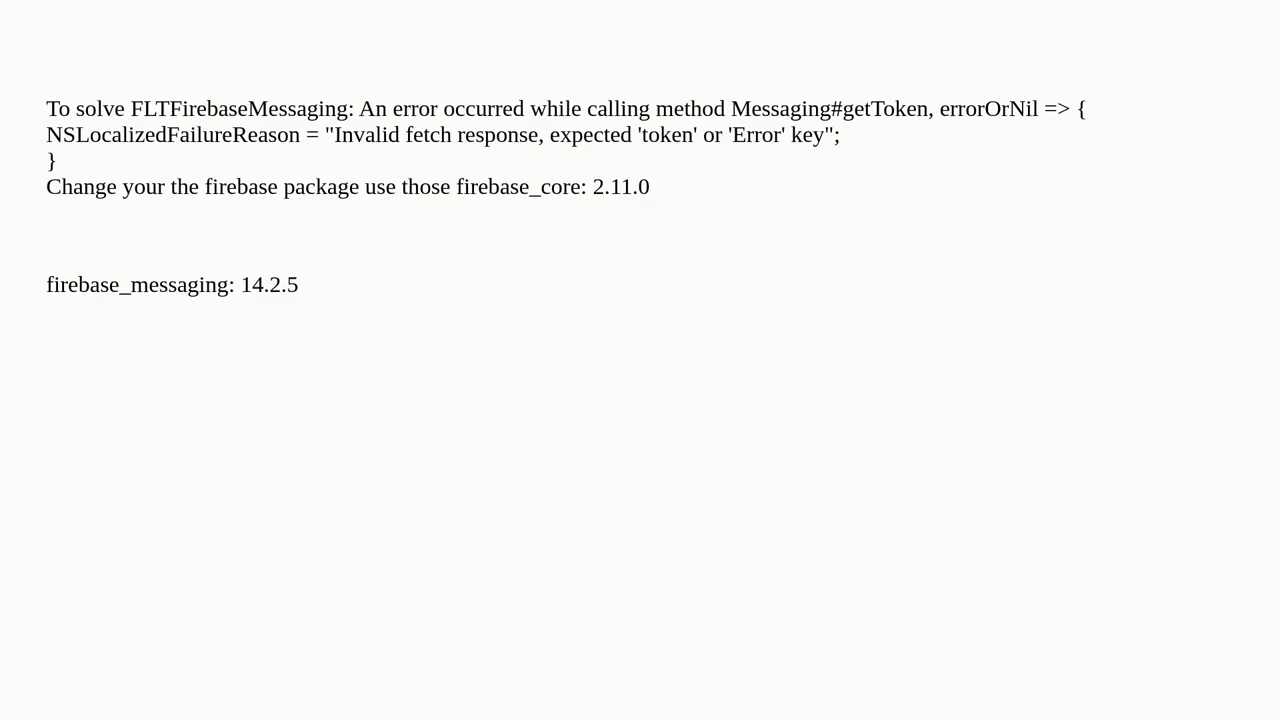 To solve FLTFirebaseMessaging: An error occurred while calling method Messaging#getToken, errorOrNil => {
NSLocalizedFailureReason = "Invalid fetch response, expected 'token' or 'Error' key";
}
Change your the firebase package use those firebase_core: 2.11.0
firebase_messaging: 14.2.5